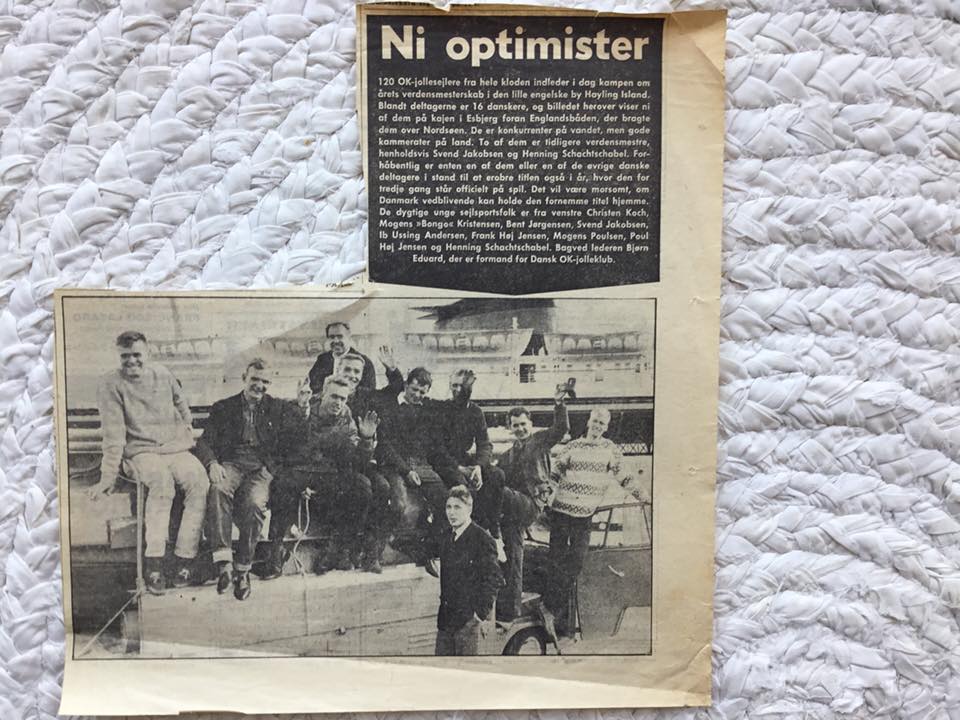 Ni optimister
120 OK-jollesejlere fra hele kloden indleder i dag kampen om
årets verdensmesterskab i den lille engelske by Hayling Island.
Blandt deltagerne er 16 danskere, og billedet herover viser ni
af dem på kajen i Esbjerg foran Englandsbåden, der bragte
dem over Nordsøen. De er konkurrenter på vandet, men gode
kammerater på land. To af dem er tidligere verdensmestre,
henholdsvis Svend Jakobsen og Henning Schachtschabel. For-
håbentlig er enten en af dem eller en af de øvrige danske
deltagere i stand til at erobre titlen også i år, hvor den for
tredje gang står officielt på spil. Det vil være morsomt, om
Danmark vedblivende kan holde den fornemme titel hjemme.
De dygtige unge sejlsportsfolk er fra venstre Christen Koch,
Mogens »Bongo« Kristensen, Bent Jørgensen, Svend Jakobsen,
Ib Ussing Andersen, Frank Høj Jensen, Mogens Poulsen, Poul
Høj Jensen og Henning Schachtschabel. Bagved lederen Bjørn
Eduard, der er formand for Dansk OK-jolleklub.